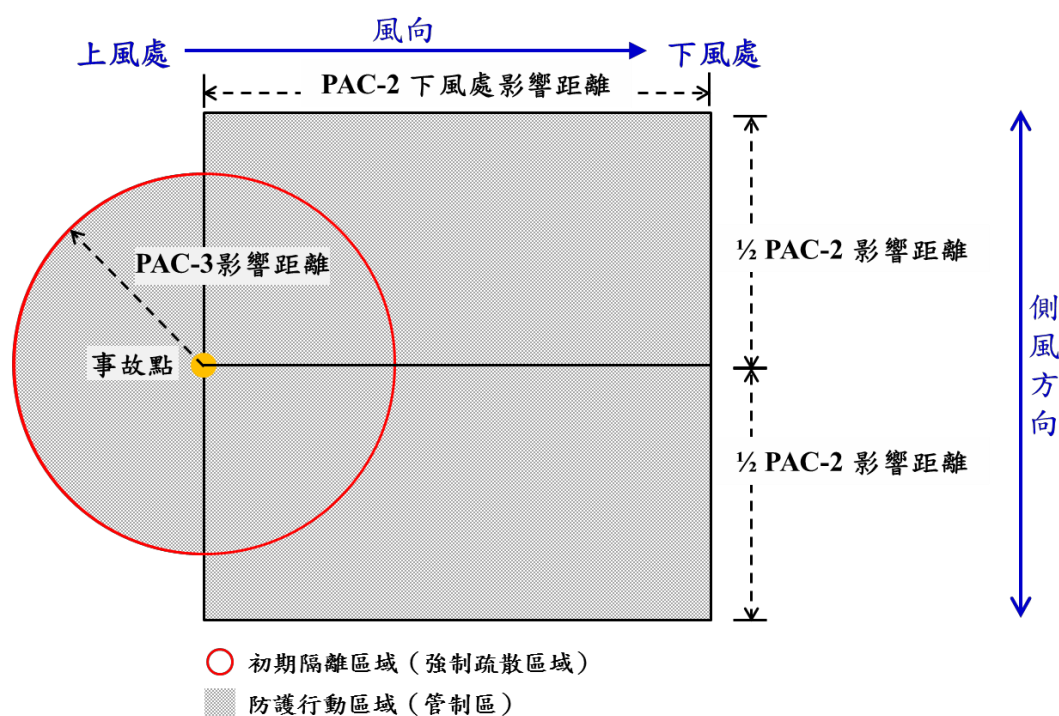 風向
上風處
下風處
PAC-2 下風處影響距離
½ PAC-2 影響距離
PAC-3影響距離
事故點
側風方向
½ PAC-2 影響距離
初期隔離區域（強制疏散區域）
防護行動區域（管制區）